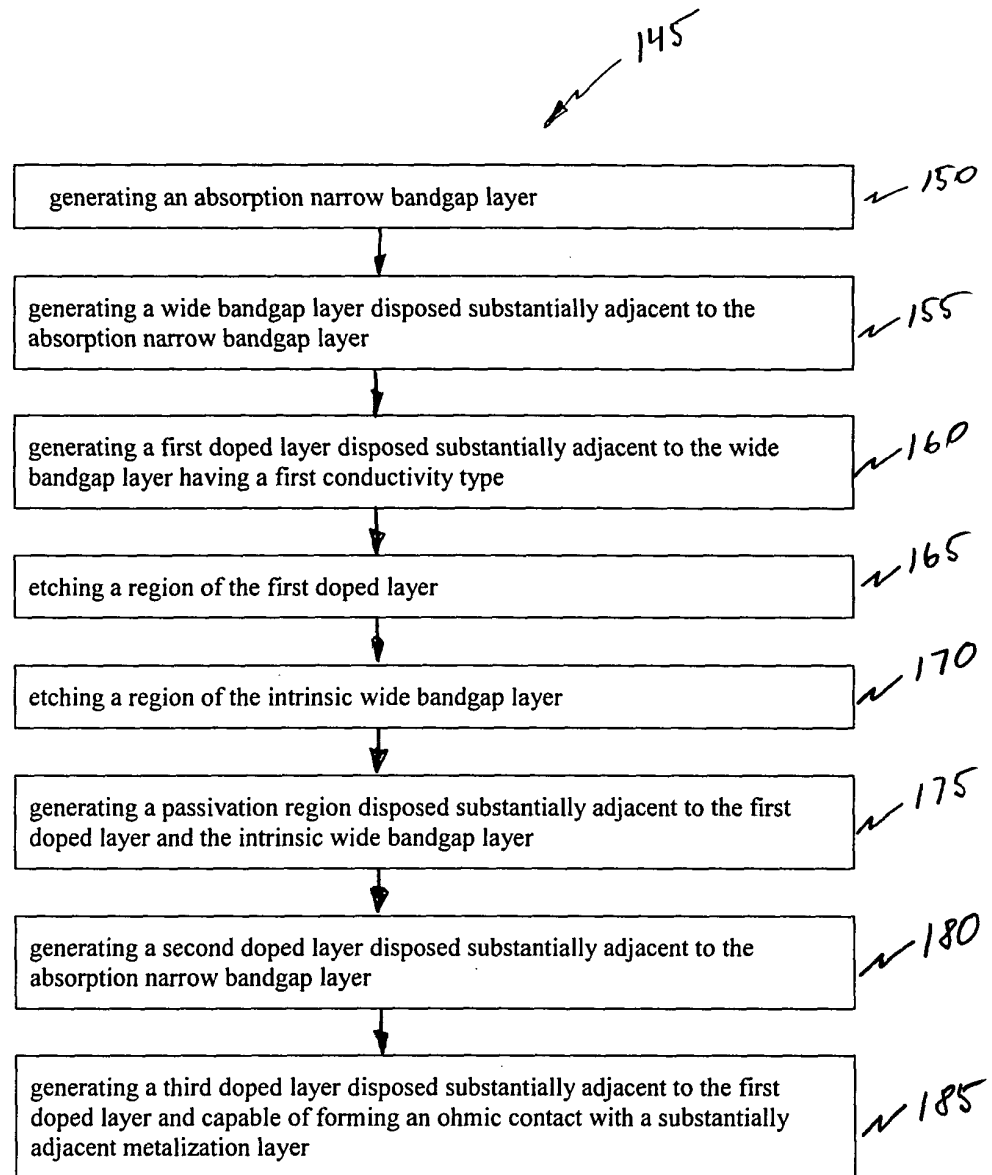 145
generating an absorption narrow bandgap layer
150
generating a wide bandgap layer disposed substantially adjacent to the
absorption narrow bandgap layer
155
generating a first doped layer disposed substantially adjacent to the wide
bandgap layer having a first conductivity type
160
etching a region of the first doped layer
165
etching a region of the intrinsic wide bandgap layer
170
generating a passivation region disposed substantially adjacent to the first
doped layer and the intrinsic wide bandgap layer
175
generating a second doped layer disposed substantially adjacent to the
absorption narrow bandgap layer
180
generating a third doped layer disposed substantially adjacent to the first
doped layer and capable of forming an ohmic contact with a substantially
adjacent metalization layer
185